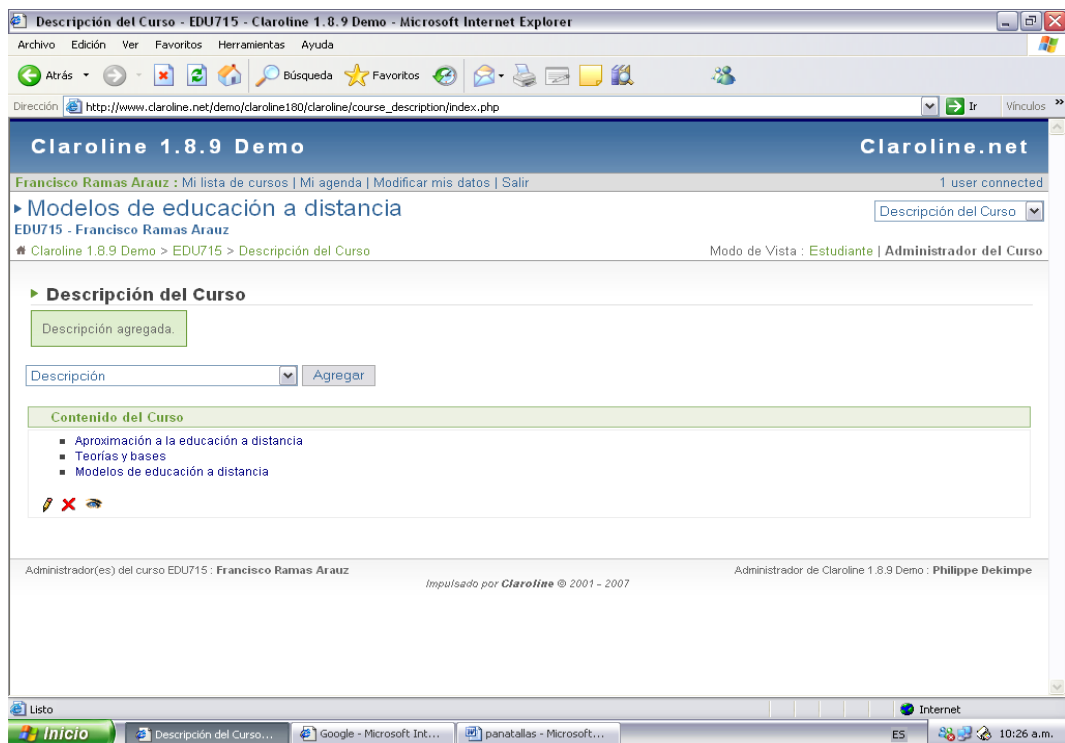 Descripción del Curso - EDU715 - Claroline 1.8.9 Demo - Microsoft Internet Explorer
Archivo Edición Ver Favoritos Herramientas Ayuda
Atrás Búsqueda Favoritos
Dirección http://www.claroline.net/demo/claroline180/claroline/course_description/index.php Ir Vínculos »
Claroline 1.8.9 Demo Claroline.net
Francisco Ramas Arauz : Mi lista de cursos | Mi agenda | Modificar mis datos | Salir 1 user connected
Modelos de educación a distancia Descripción del Curso
EDU715 - Francisco Ramas Arauz
Claroline 1.8.9 Demo > EDU715 > Descripción del Curso Modo de Vista : Estudiante | Administrador del Curso
Descripción del Curso
Descripción agregada.
Descripción Agregar
Contenido del Curso
Aproximación a la educación a distancia
Teorías y bases
Modelos de educación a distancia
Administrador(es) del curso EDU715 : Francisco Ramas Arauz Administrador de Claroline 1.8.9 Demo : Philippe Dekimpe
Impulsado por Claroline © 2001 - 2007
Listo Internet
Inicio Descripción del Curso... Google - Microsoft Int... panatallas - Microsoft... ES 10:26 a.m.